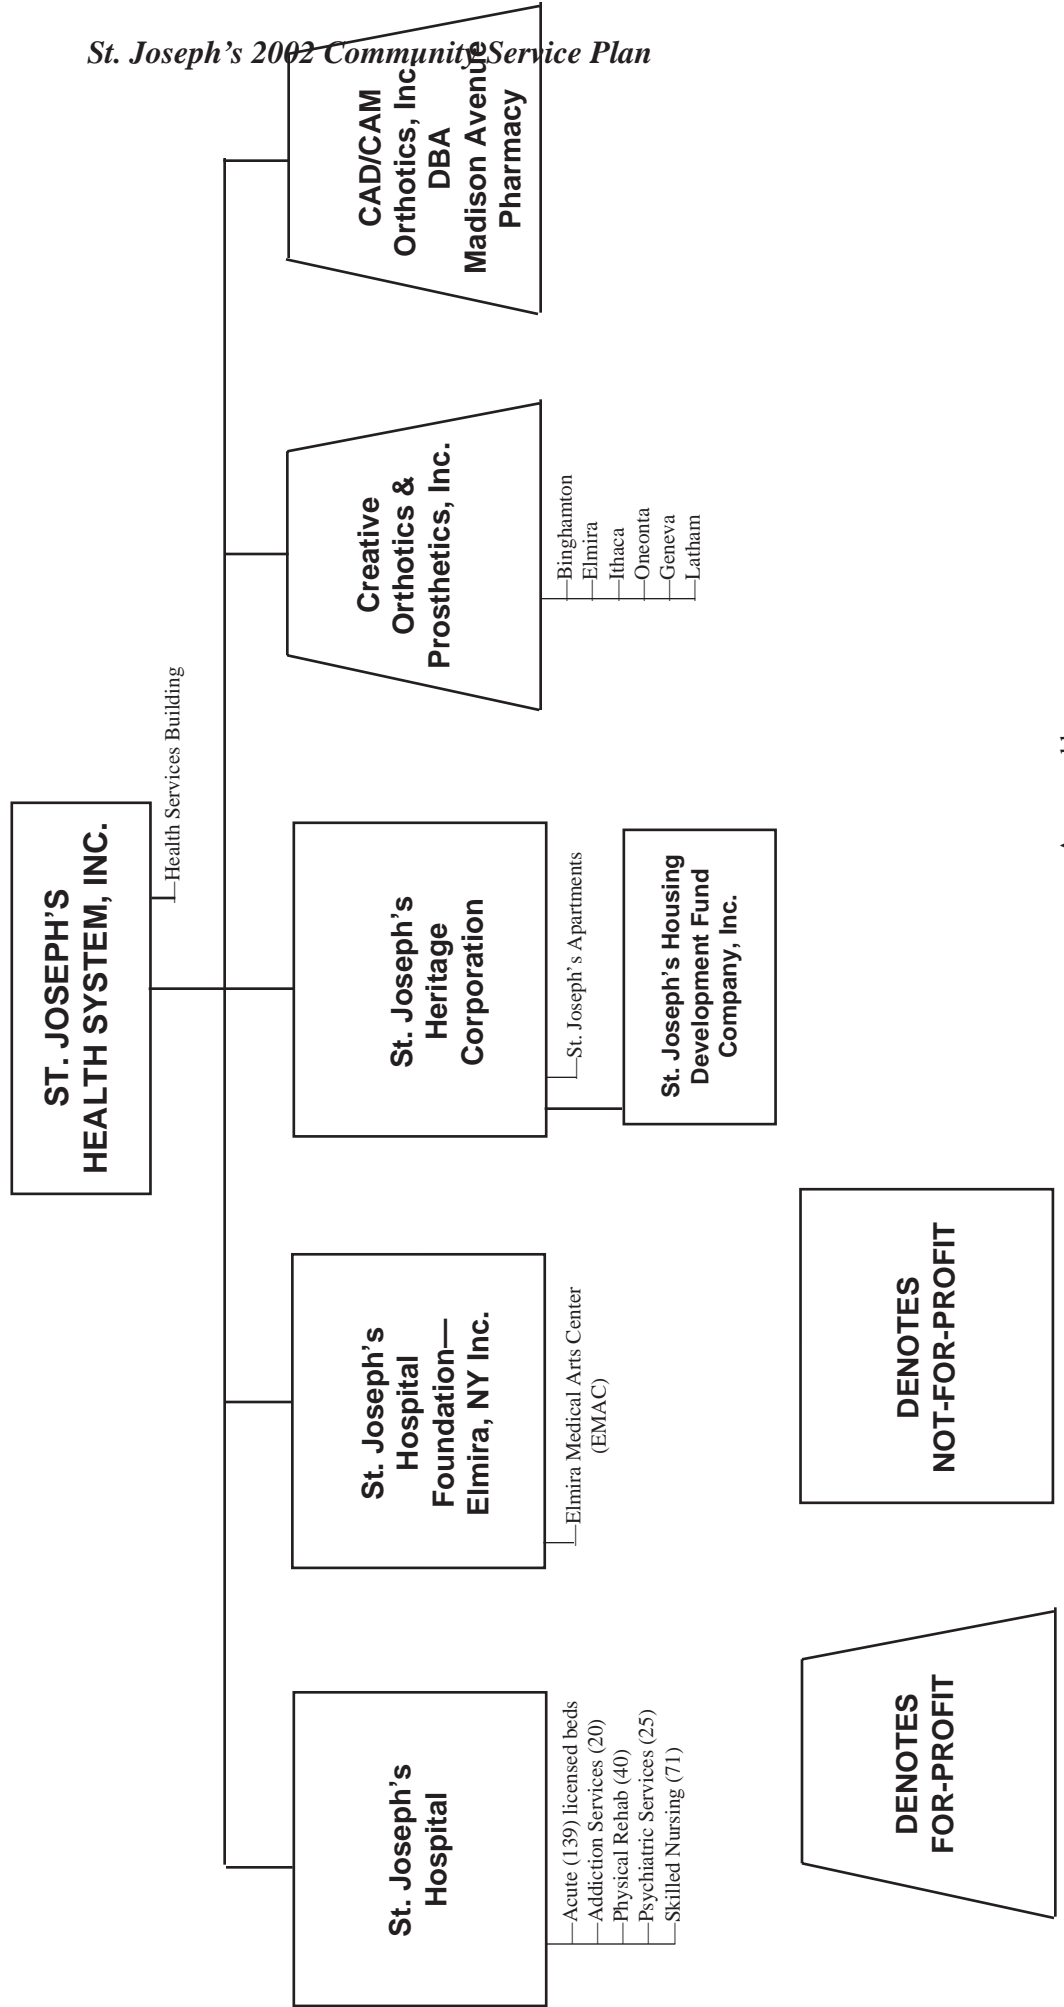 St. Joseph's 2002 Community Service Plan
ST. JOSEPH'S
HEALTH SYSTEM, INC.
Health Services Building
St. Joseph's
Hospital
Acute (139) licensed beds
Addiction Services (20)
Physical Rehab (40)
Psychiatric Services (25)
Skilled Nursing (71)
St. Joseph's
Hospital
Foundation—
Elmira, NY Inc.
Elmira Medical Arts Center
(EMAC)
St. Joseph's
Heritage
Corporation
St. Joseph's Apartments
St. Joseph's Housing
Development Fund
Company, Inc.
Creative
Orthotics &
Prosthetics, Inc.
Binghamton
Elmira
Ithaca
Oneonta
Geneva
Latham
CAD/CAM
Orthotics, Inc.
DBA
Madison Avenue
Pharmacy
DENOTES
FOR-PROFIT
DENOTES
NOT-FOR-PROFIT